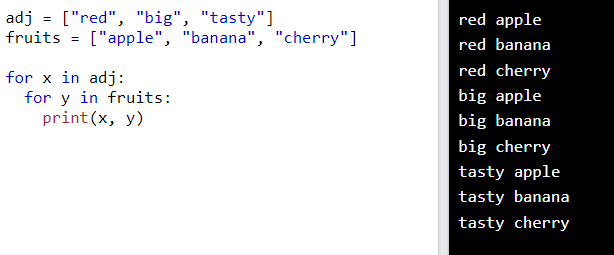 adj = ["red", "big", "tasty"]
fruits = ["apple", "banana", "cherry"]

for x in adj:
  for y in fruits:
    print(x, y)
red apple
red banana
red cherry
big apple
big banana
big cherry
tasty apple
tasty banana
tasty cherry